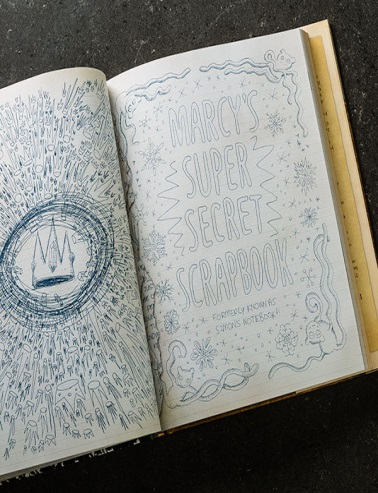 MARCY'S
SUPER
SECRET
SCRAPBOOK
FORMERLY KNOWN AS
SIMON'S NOTEBOOK